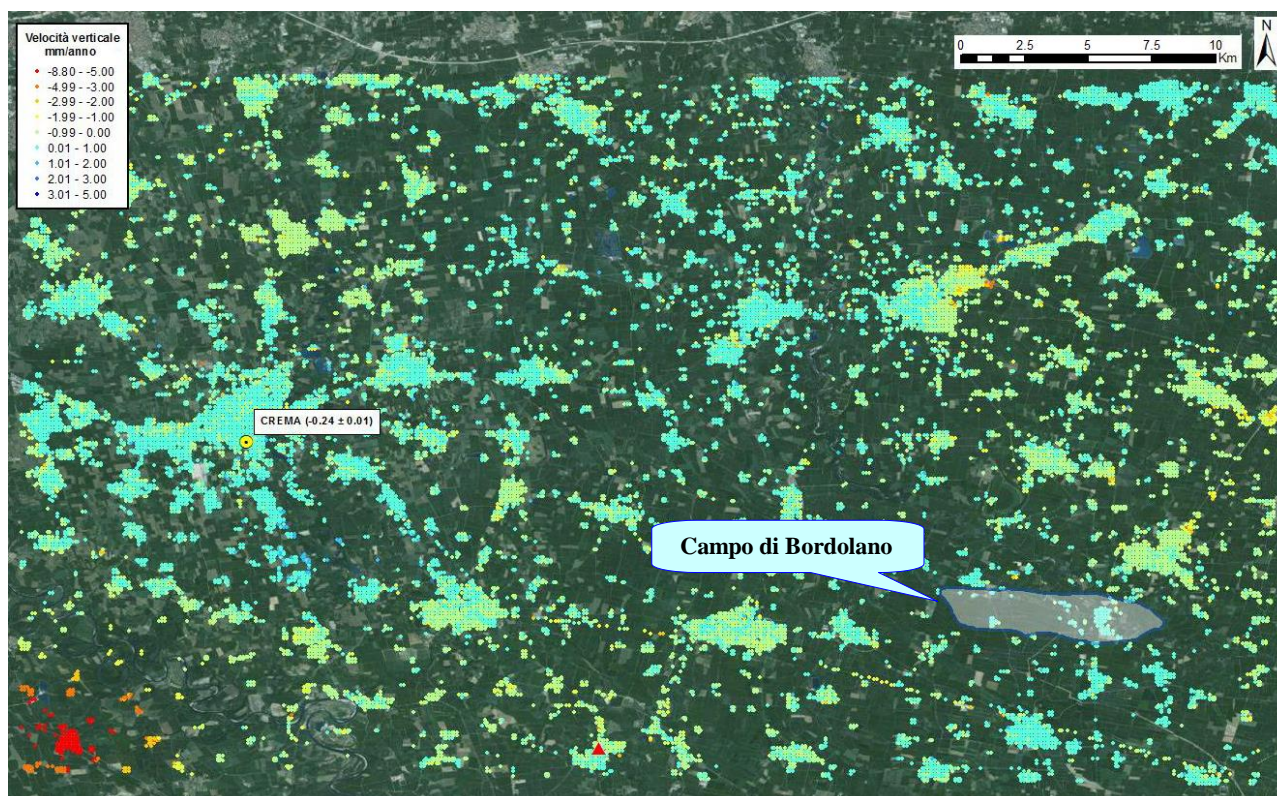 Velocità verticale
mm/anno
-8.80 - -5.00
-4.99 - -3.00
-2.99 - -2.00
-1.99 - -1.00
-0.99 - 0.00
0.01 - 1.00
1.01 - 2.00
2.01 - 3.00
3.01 - 5.00
0 2.5 5 7.5 10
Km
N
CREMA (-0.24 ± 0.01)
Campo di Bordolano